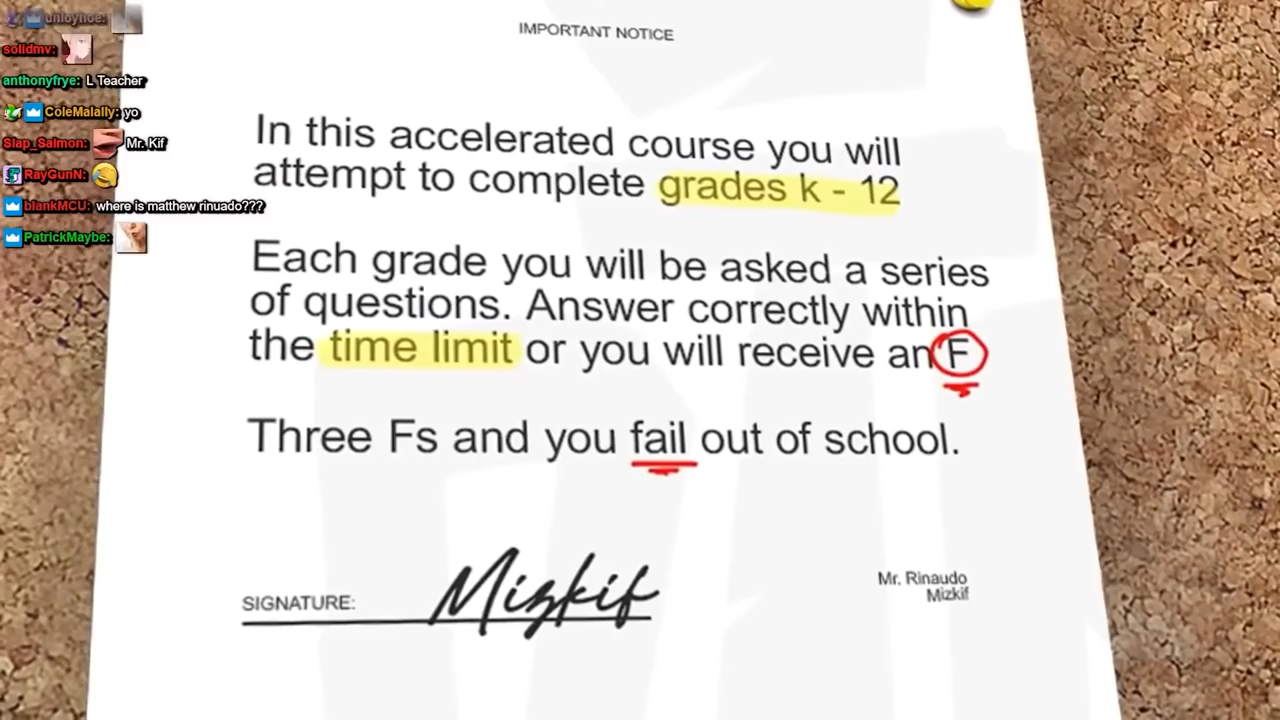 dnloyhoe:
solidmv:
anthonyfrye: L Teacher
ColeMalally: yo
Slap_Salmon: Mr. Kif
RayGunN:
blankMCU: where is matthew rinuado???
PatrickMaybe:
IMPORTANT NOTICE
In this accelerated course you will
attempt to complete grades k - 12
Each grade you will be asked a series
of questions. Answer correctly within
the time limit or you will receive an F
Three Fs and you fail out of school.
SIGNATURE: Mizkif
Mr. Rinaudo
Mizkif